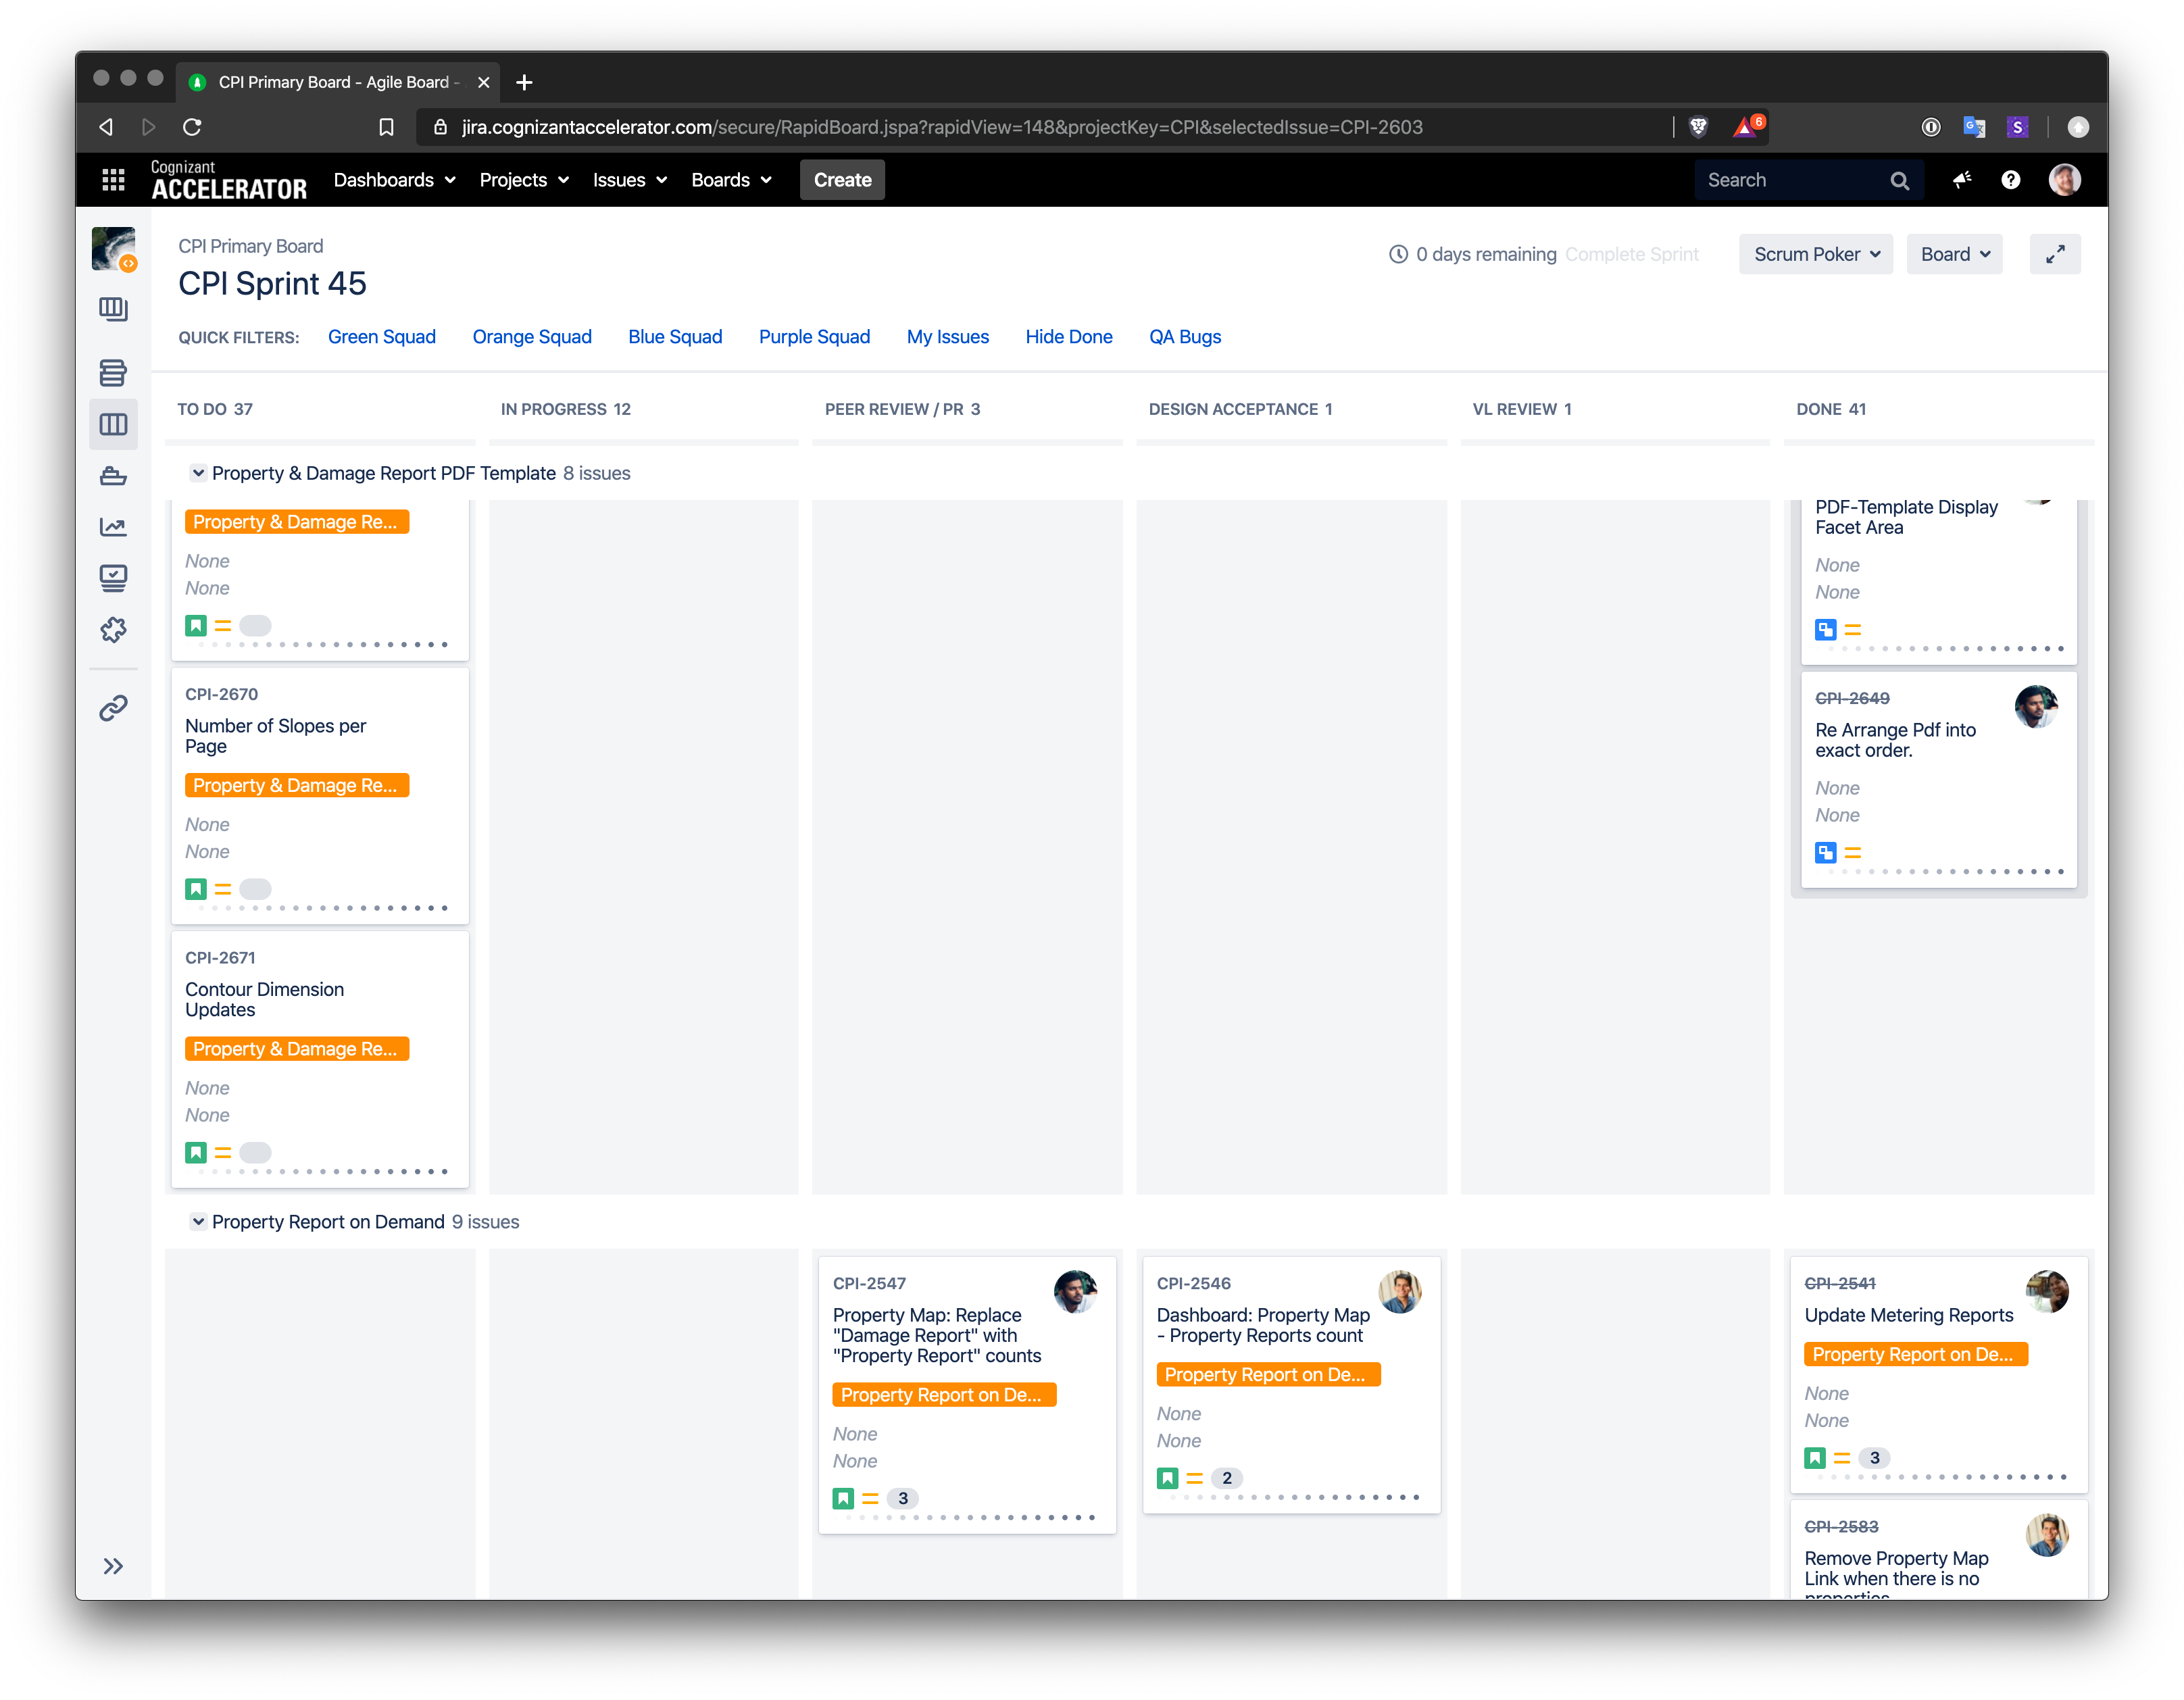 CPI Primary Board - Agile Board -
jira.cognizantaccelerator.com/secure/RapidBoard.jspa?rapidView=148&projectKey=CPI&selectedIssue=CPI-2603
6
S
Cognizant
ACCELERATOR
Dashboards
Projects
Issues
Boards
Create
Search
CPI Primary Board
CPI Sprint 45
0 days remaining
Complete Sprint
Scrum Poker
Board
QUICK FILTERS:
Green Squad
Orange Squad
Blue Squad
Purple Squad
My Issues
Hide Done
QA Bugs
TO DO 37
IN PROGRESS 12
PEER REVIEW / PR 3
DESIGN ACCEPTANCE 1
VL REVIEW 1
DONE 41
Property & Damage Report PDF Template 8 issues
Property & Damage Re...
None
None
CPI-2670
Number of Slopes per
Page
Property & Damage Re...
None
None
CPI-2671
Contour Dimension
Updates
Property & Damage Re...
None
None
PDF-Template Display
Facet Area
None
None
CPI-2649
Re Arrange Pdf into
exact order.
None
None
Property Report on Demand 9 issues
CPI-2547
Property Map: Replace
"Damage Report" with
"Property Report" counts
Property Report on De...
None
None
3
CPI-2546
Dashboard: Property Map
- Property Reports count
Property Report on De...
None
None
2
CPI-2541
Update Metering Reports
Property Report on De...
None
None
3
CPI-2583
Remove Property Map
Link when there is no
properties